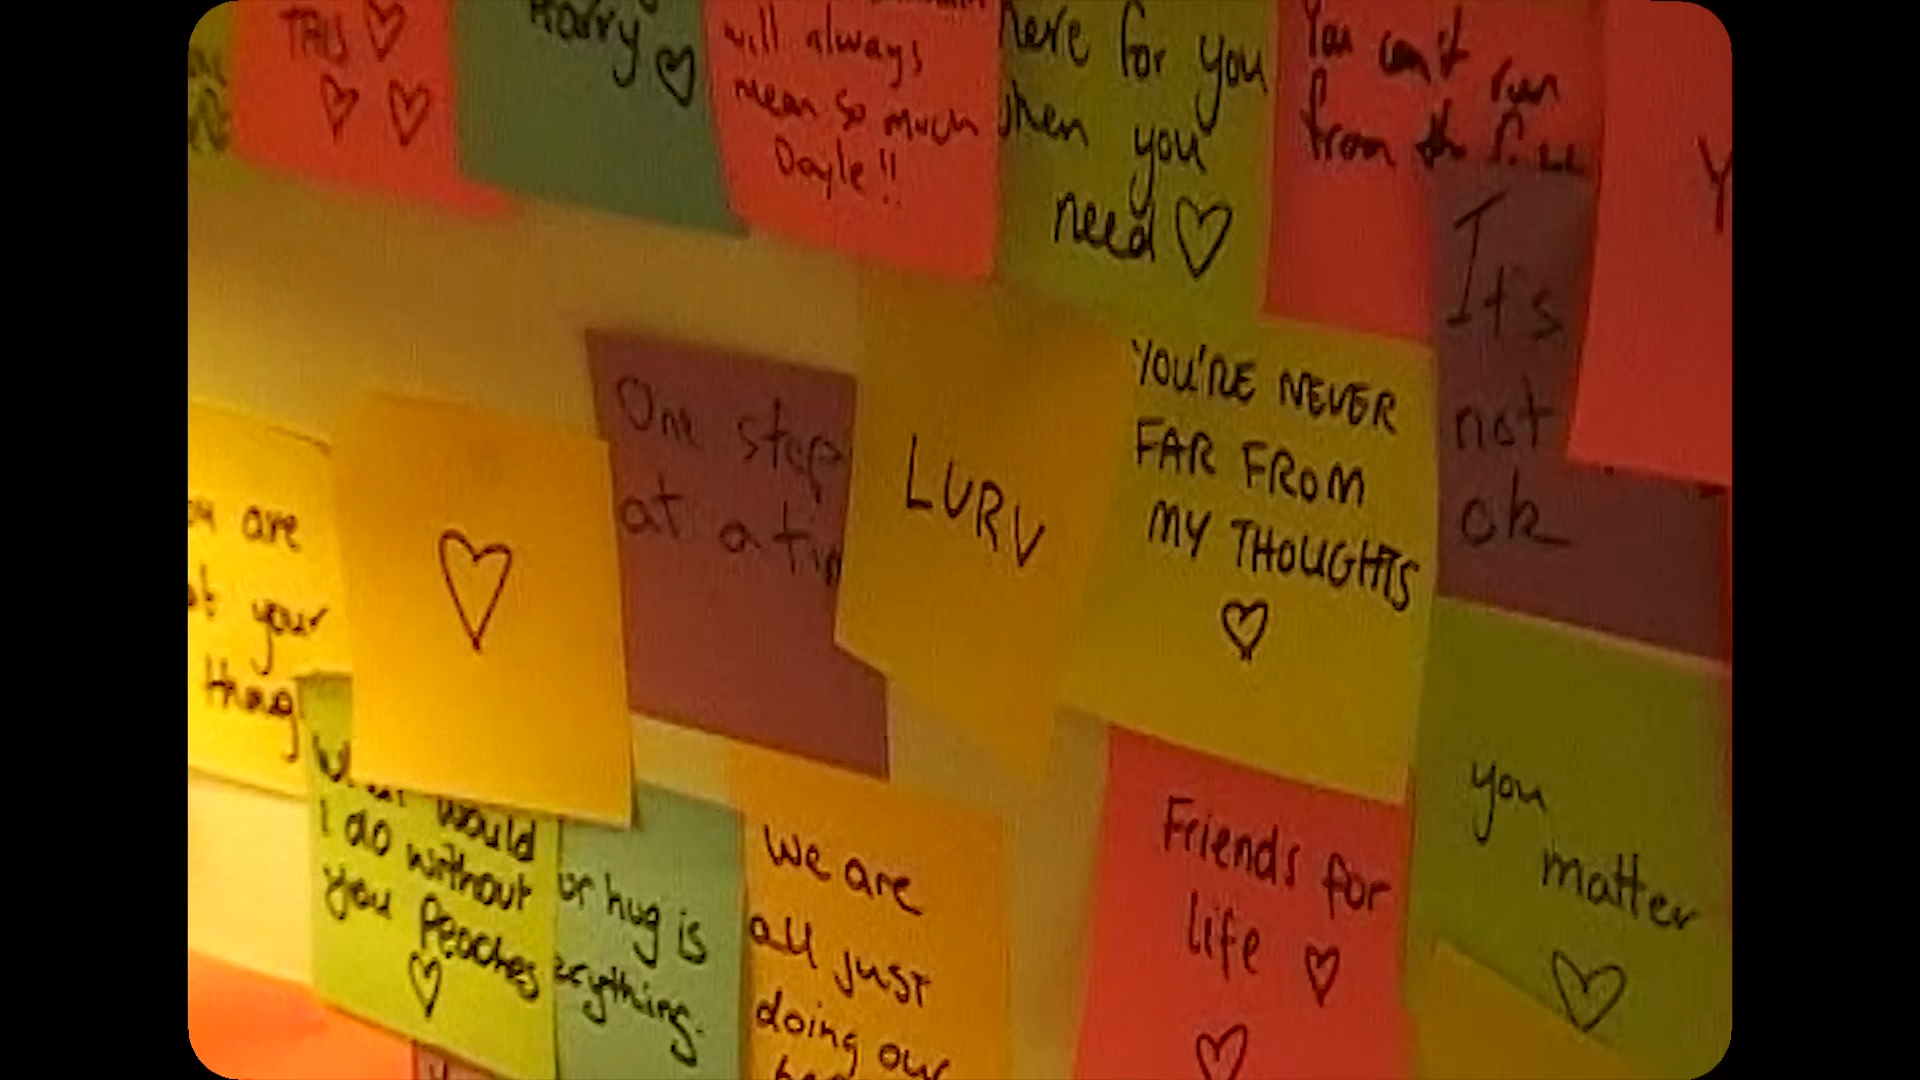 TAY
Harry
will always
mean so much
Doyle!!
here for you
when you
need
You can't run
from the
It's
not
ok
Y
are
your
One step
at a
LURV
YOU'RE NEVER
FAR FROM
MY THOUGHTS
What would
I do without
you Peaches
hug is
We are
all just
doing our
Friends for
life
you
matter